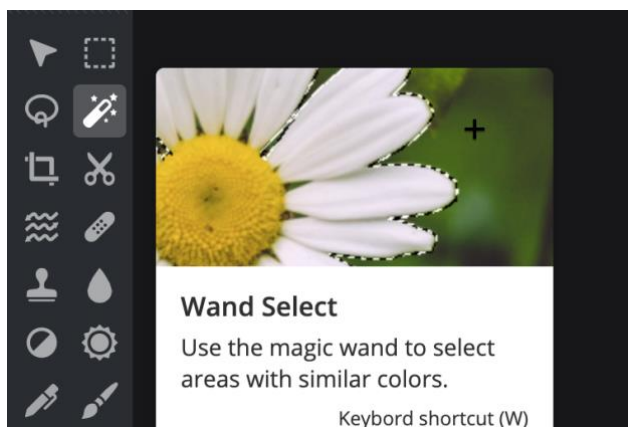 Wand Select
Use the magic wand to select
areas with similar colors.
Keybord shortcut (W)